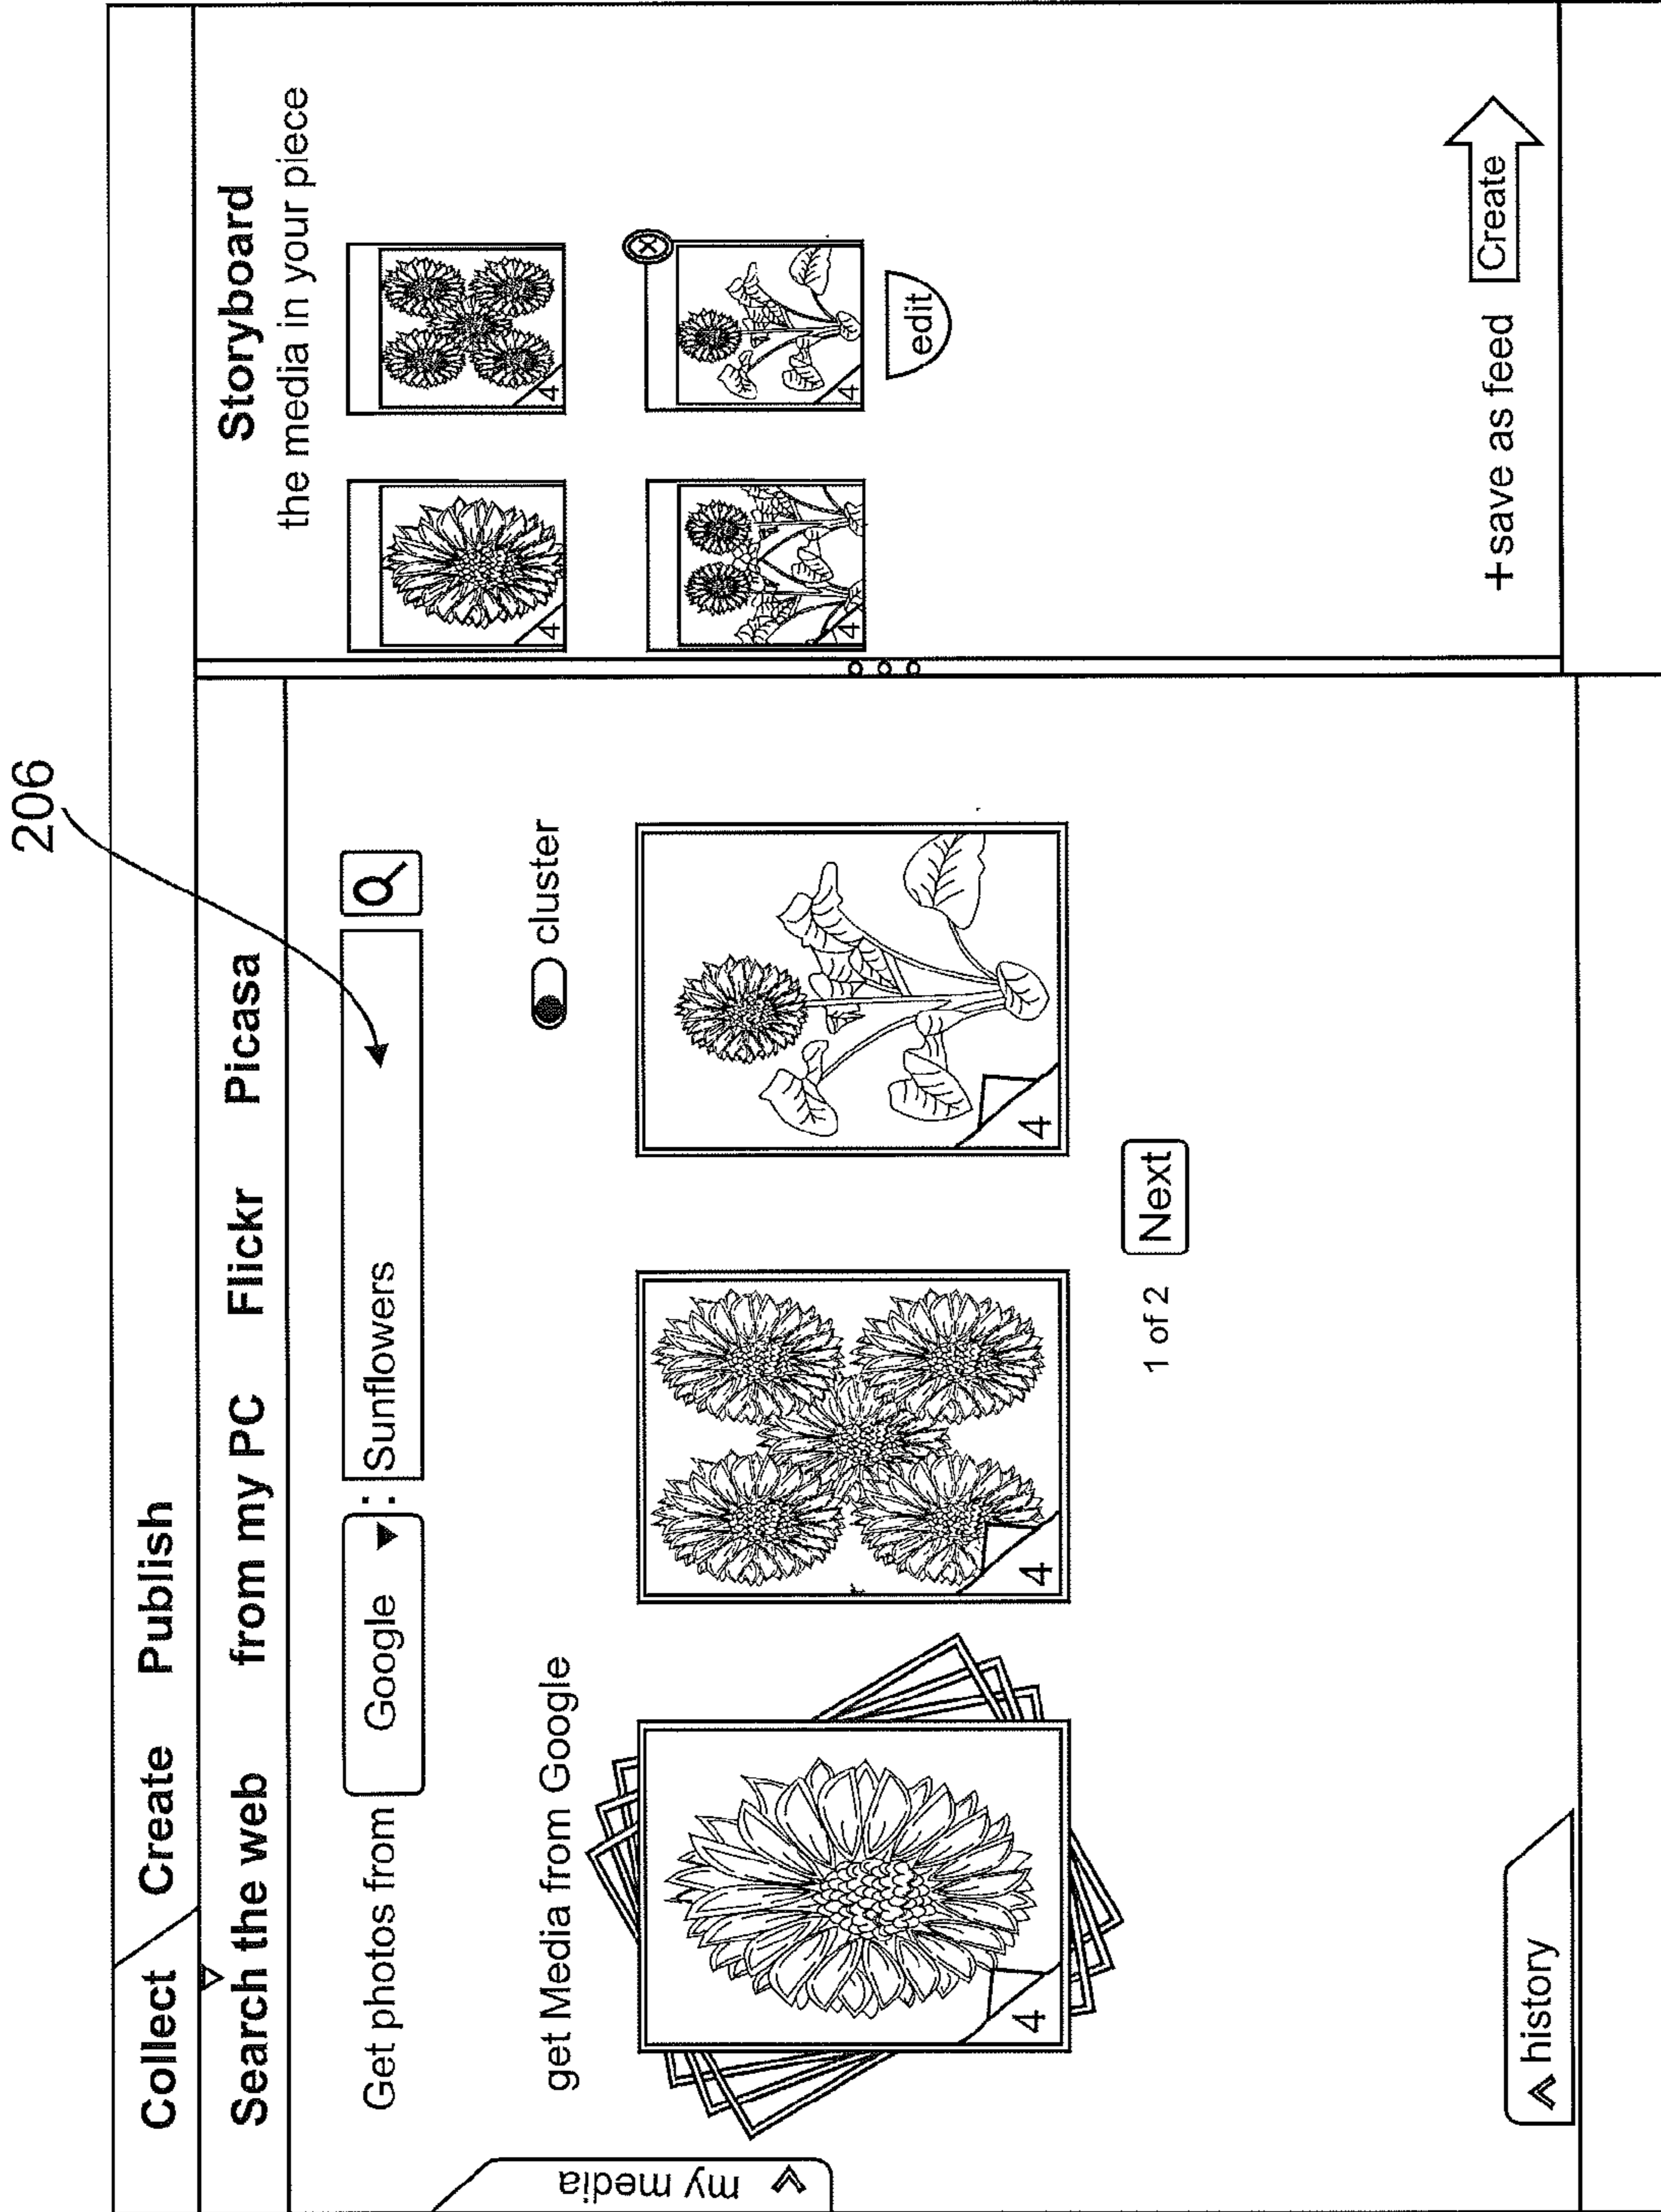 206
Collect Create Publish
Search the web from my PC Flickr Picasa
Get photos from Google : Sunflowers
get Media from Google
cluster
4
4
4
1 of 2 Next
my media
history
Storyboard
the media in your piece
4
4
4
4
edit
+ save as feed Create